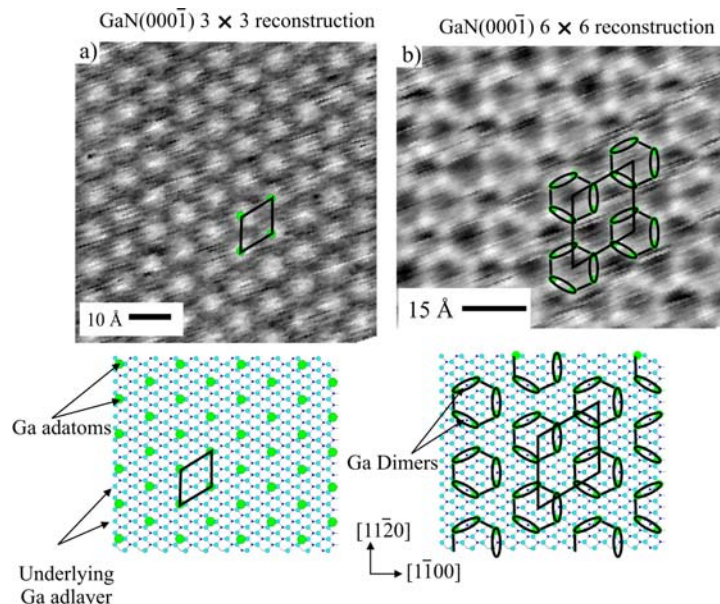 GaN(0001̄) 3 × 3 reconstruction
GaN(0001̄) 6 × 6 reconstruction
a)
b)
10 Å
15 Å
Ga adatoms
Ga Dimers
Underlying
Ga adlayer
[112̄0]
[11̄00]